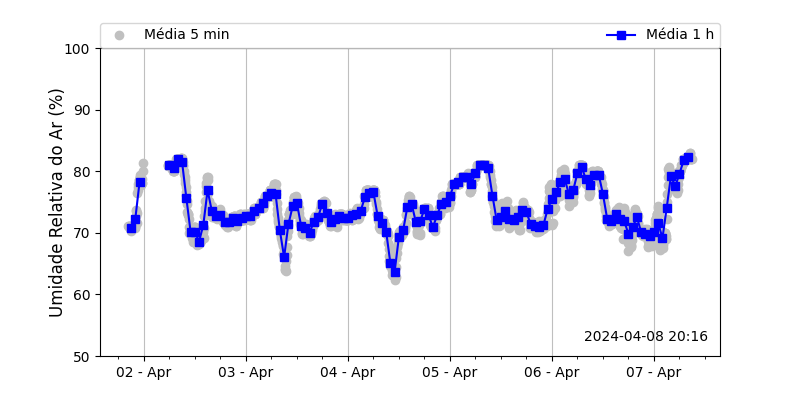 Média 5 min
Média 1 h
Umidade Relativa do Ar (%)
100
90
80
70
60
50
2024-04-08 20:16
02 - Apr
03 - Apr
04 - Apr
05 - Apr
06 - Apr
07 - Apr